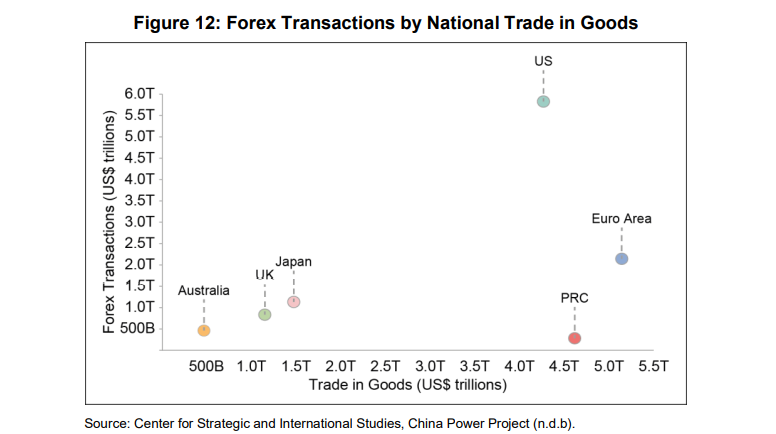 Figure 12: Forex Transactions by National Trade in Goods
US
6.0T
5.5T
5.0T
4.5T
4.0T
3.5T
3.0T
2.5T
2.0T
1.5T
1.0T
500B
Forex Transactions (US$ trillions)
Euro Area
Japan
UK
Australia
PRC
500B 1.0T 1.5T 2.0T 2.5T 3.0T 3.5T 4.0T 4.5T 5.0T 5.5T
Trade in Goods (US$ trillions)
Source: Center for Strategic and International Studies, China Power Project (n.d.b).